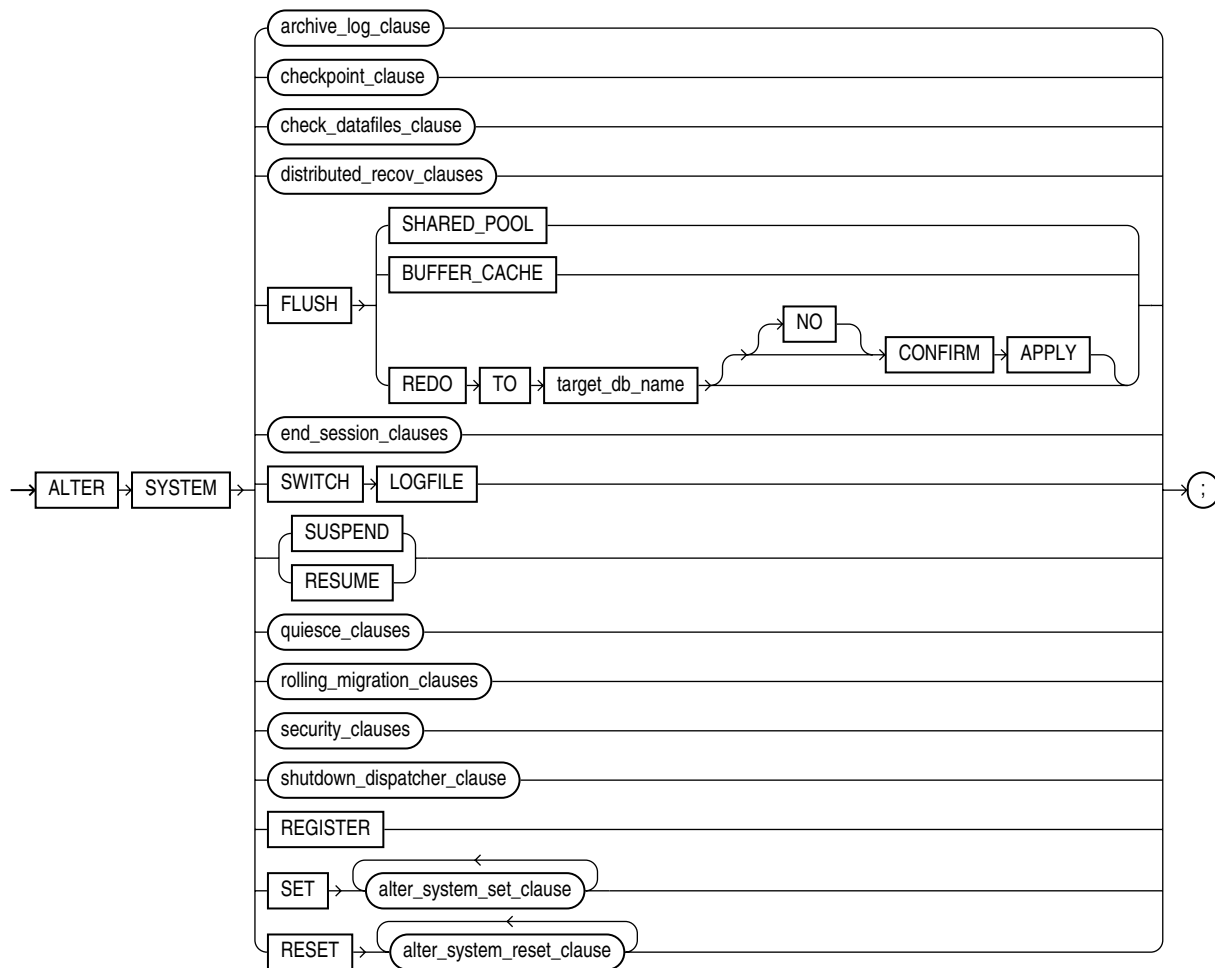 archive_log_clause
checkpoint_clause
check_datafiles_clause
distributed_recov_clauses
SHARED_POOL
BUFFER_CACHE
FLUSH
NO
CONFIRM APPLY
REDO TO target_db_name
end_session_clauses
ALTER SYSTEM SWITCH LOGFILE ;
SUSPEND
RESUME
quiesce_clauses
rolling_migration_clauses
security_clauses
shutdown_dispatcher_clause
REGISTER
SET alter_system_set_clause
RESET alter_system_reset_clause